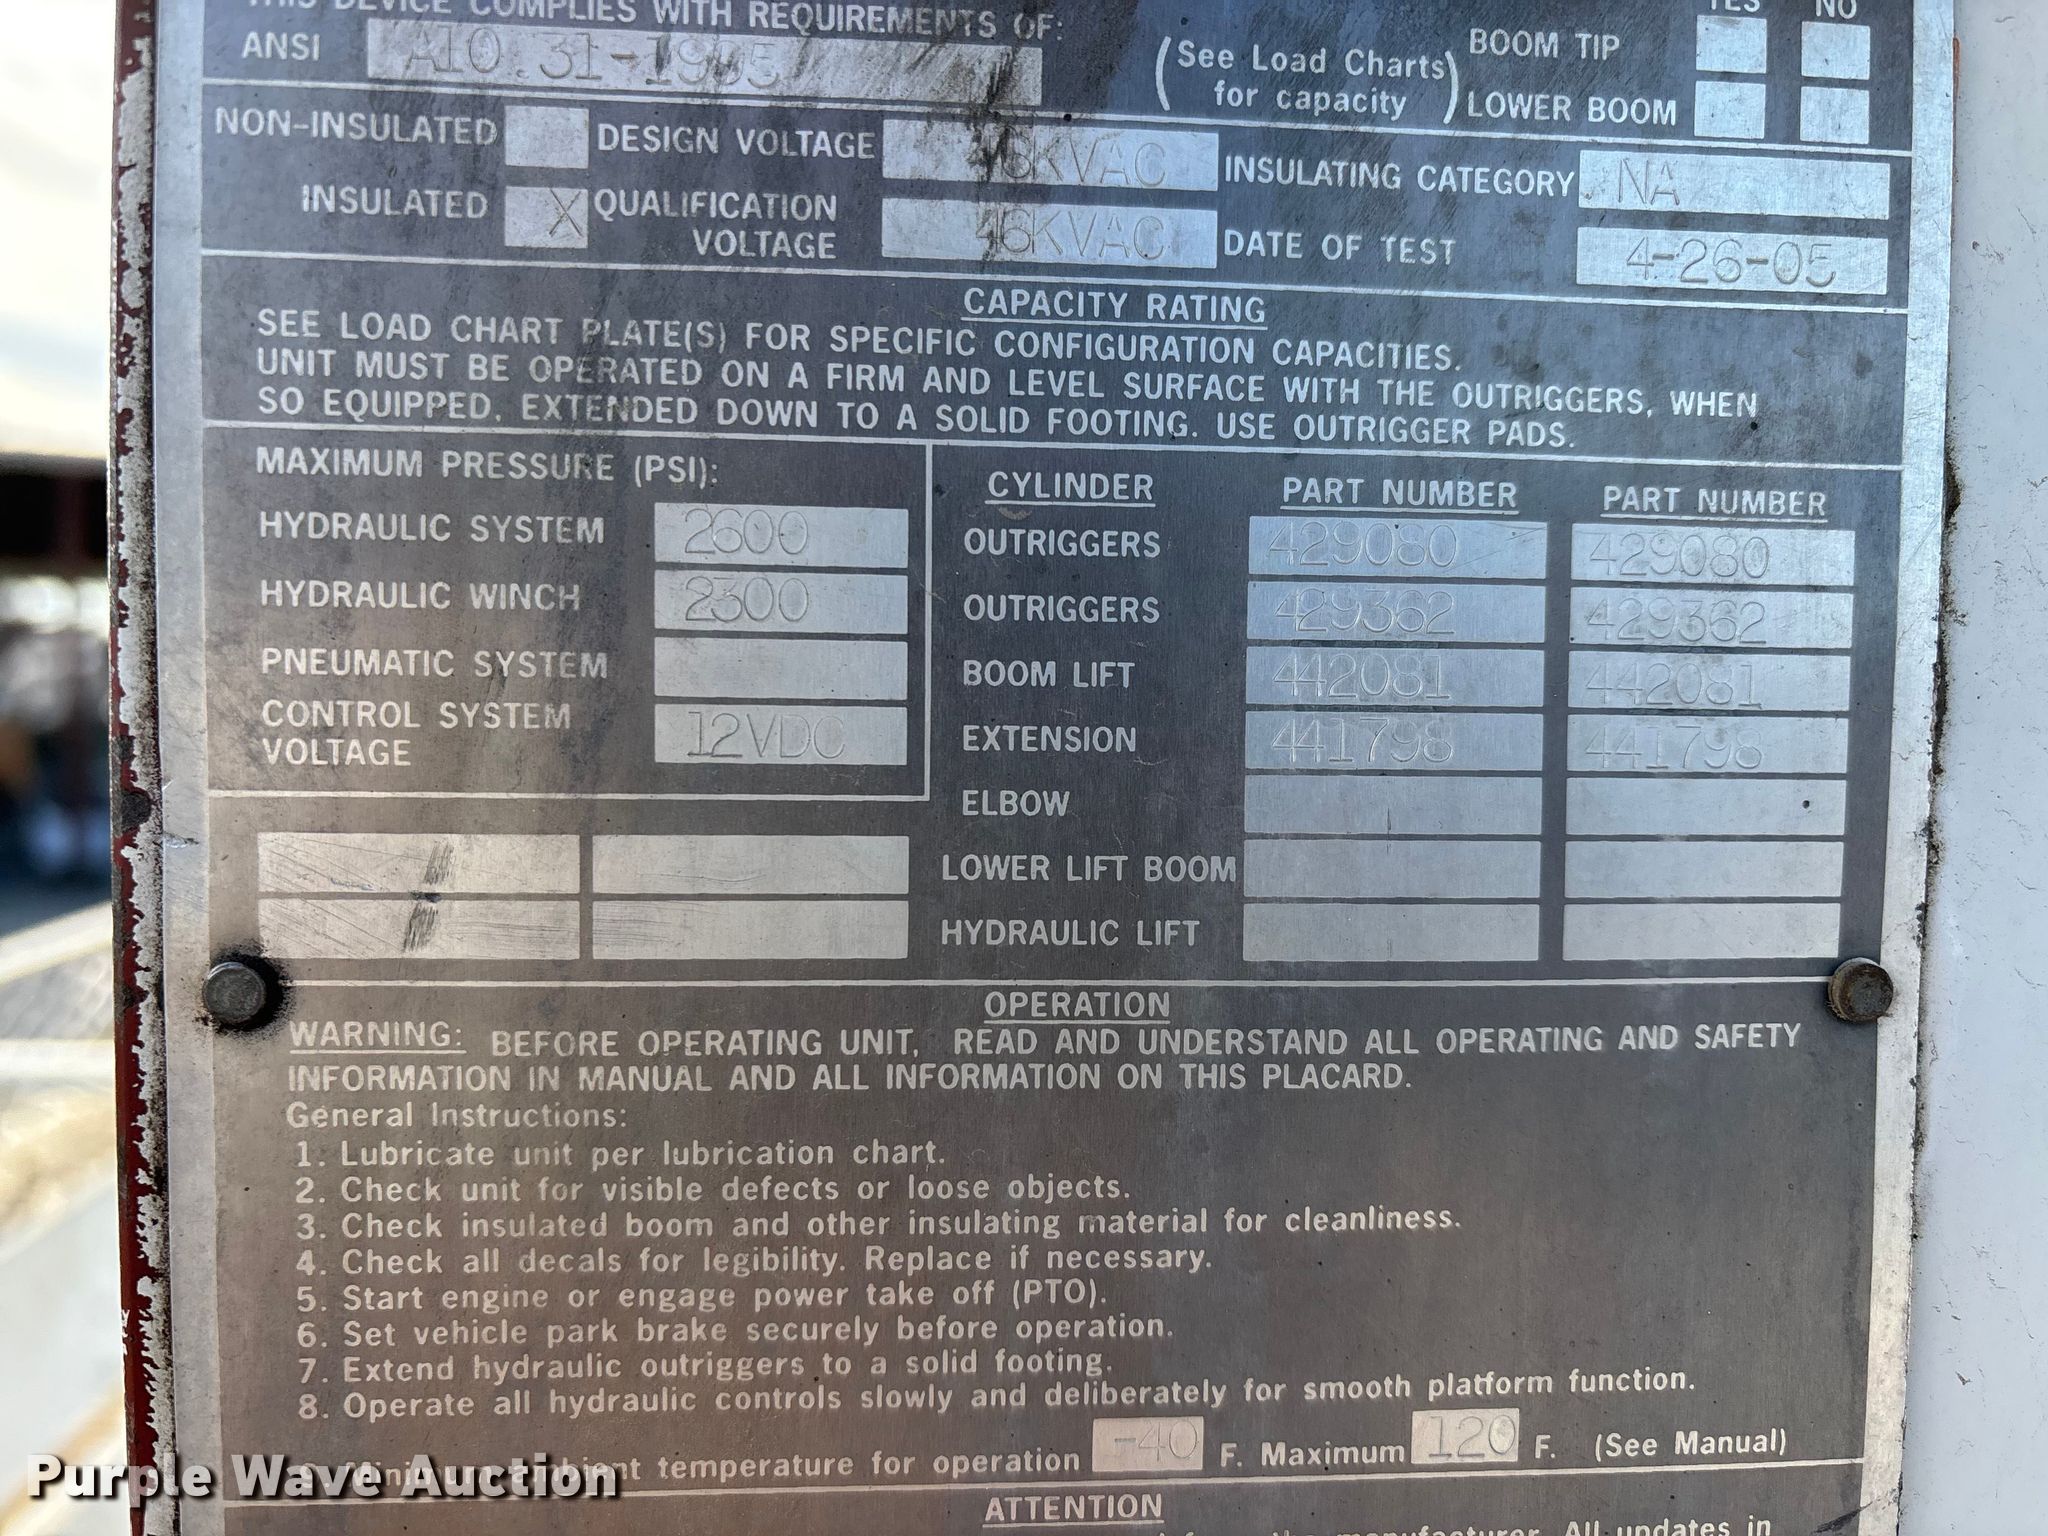 THIS DEVICE COMPLIES WITH REQUIREMENTS OF:
ANSI A10.31-1995
(See Load Charts for capacity)
YES NO
BOOM TIP
LOWER BOOM
NON-INSULATED
INSULATED X
DESIGN VOLTAGE 46KVAC
QUALIFICATION VOLTAGE 46KVAC
INSULATING CATEGORY NA
DATE OF TEST 4-26-05
CAPACITY RATING
SEE LOAD CHART PLATE(S) FOR SPECIFIC CONFIGURATION CAPACITIES.
UNIT MUST BE OPERATED ON A FIRM AND LEVEL SURFACE WITH THE OUTRIGGERS, WHEN
SO EQUIPPED, EXTENDED DOWN TO A SOLID FOOTING. USE OUTRIGGER PADS.
MAXIMUM PRESSURE (PSI):
HYDRAULIC SYSTEM 2600
HYDRAULIC WINCH 2300
PNEUMATIC SYSTEM
CONTROL SYSTEM VOLTAGE 12VDC
CYLINDER PART NUMBER PART NUMBER
OUTRIGGERS 429080 429080
OUTRIGGERS 429362 429362
BOOM LIFT 442081 442081
EXTENSION 441798 441798
ELBOW
LOWER LIFT BOOM
HYDRAULIC LIFT
OPERATION
WARNING: BEFORE OPERATING UNIT, READ AND UNDERSTAND ALL OPERATING AND SAFETY
INFORMATION IN MANUAL AND ALL INFORMATION ON THIS PLACARD.
General Instructions:
1. Lubricate unit per lubrication chart.
2. Check unit for visible defects or loose objects.
3. Check insulated boom and other insulating material for cleanliness.
4. Check all decals for legibility. Replace if necessary.
5. Start engine or engage power take off (PTO).
6. Set vehicle park brake securely before operation.
7. Extend hydraulic outriggers to a solid footing.
8. Operate all hydraulic controls slowly and deliberately for smooth platform function.
9. Minimum ambient temperature for operation -40 F. Maximum 120 F. (See Manual)
ATTENTION
manufacturer. All updates in
Purple Wave Auction